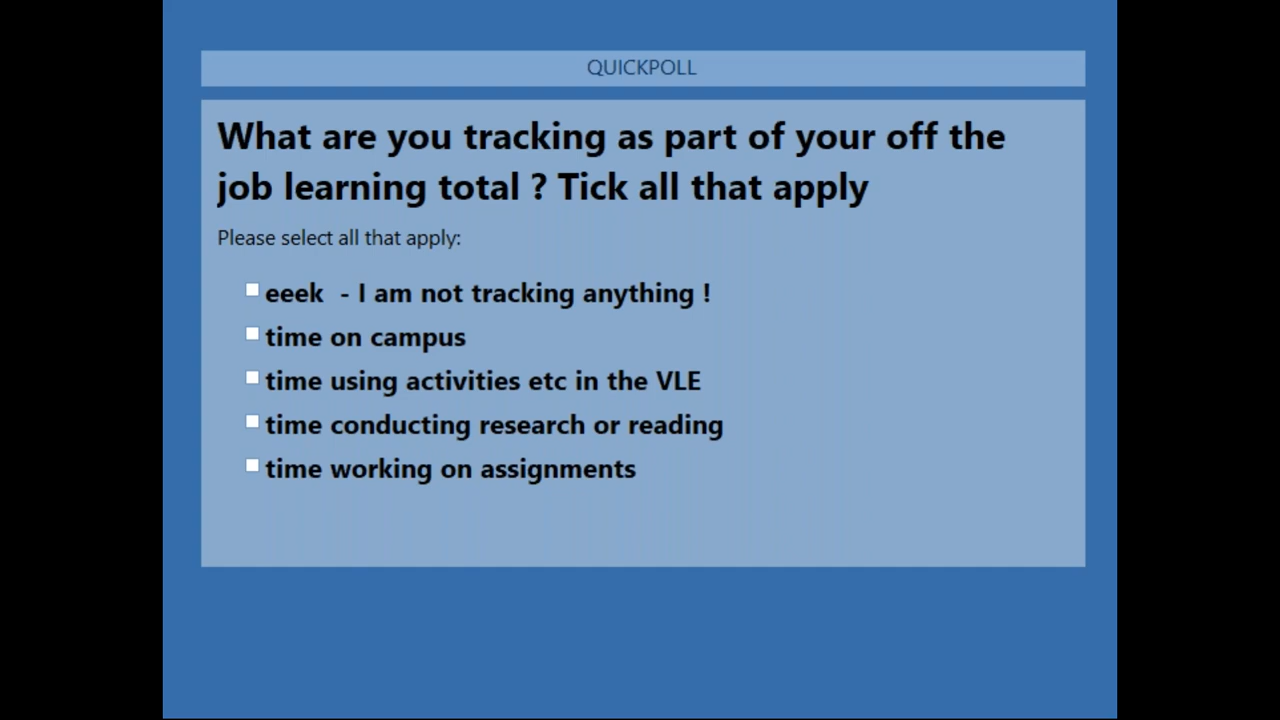 QUICKPOLL
What are you tracking as part of your off the
job learning total ? Tick all that apply
Please select all that apply:
eeek  - I am not tracking anything !
time on campus
time using activities etc in the VLE
time conducting research or reading
time working on assignments